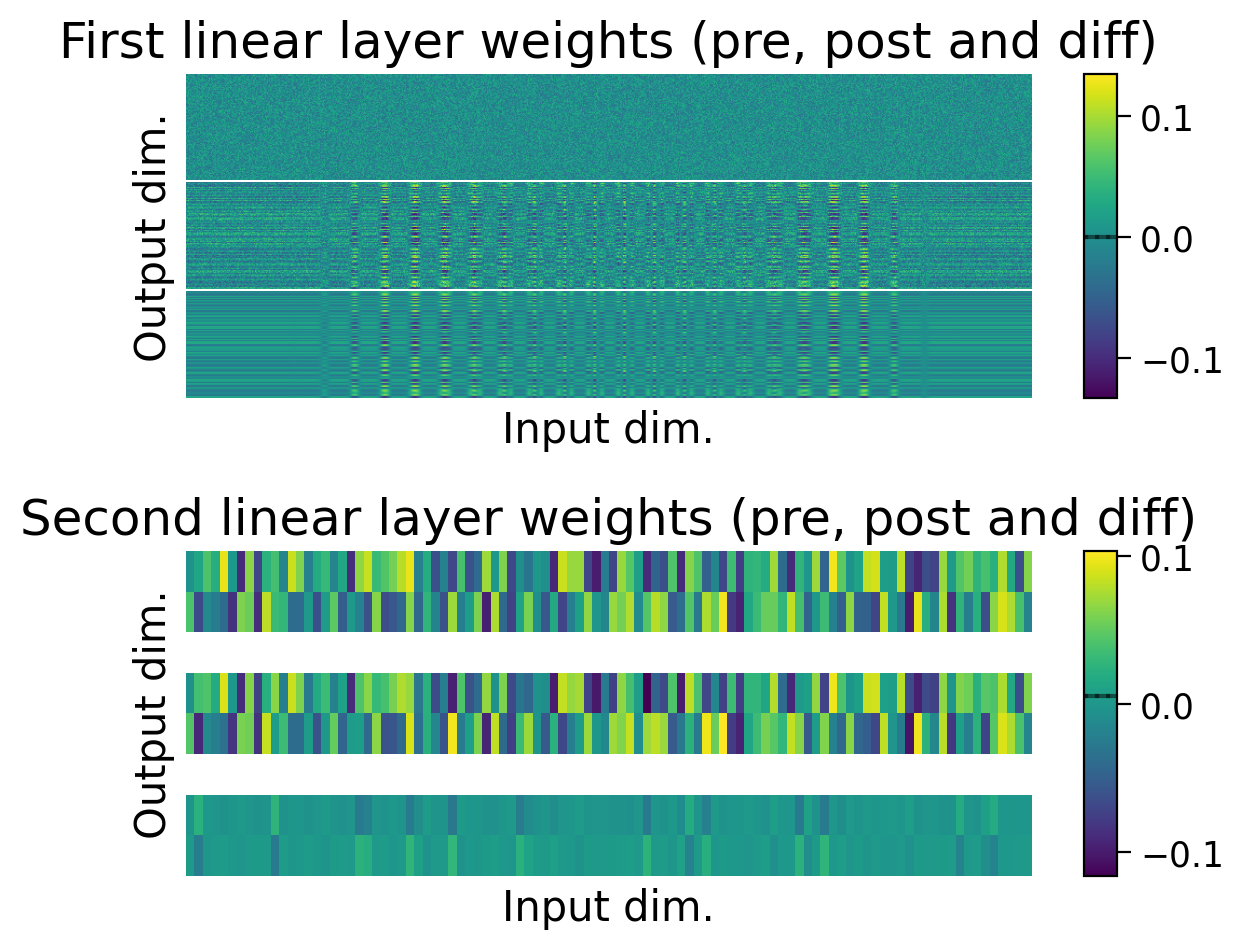 First linear layer weights (pre, post and diff)
Output dim.
0.1
0.0
−0.1
Input dim.
Second linear layer weights (pre, post and diff)
Output dim.
0.1
0.0
−0.1
Input dim.